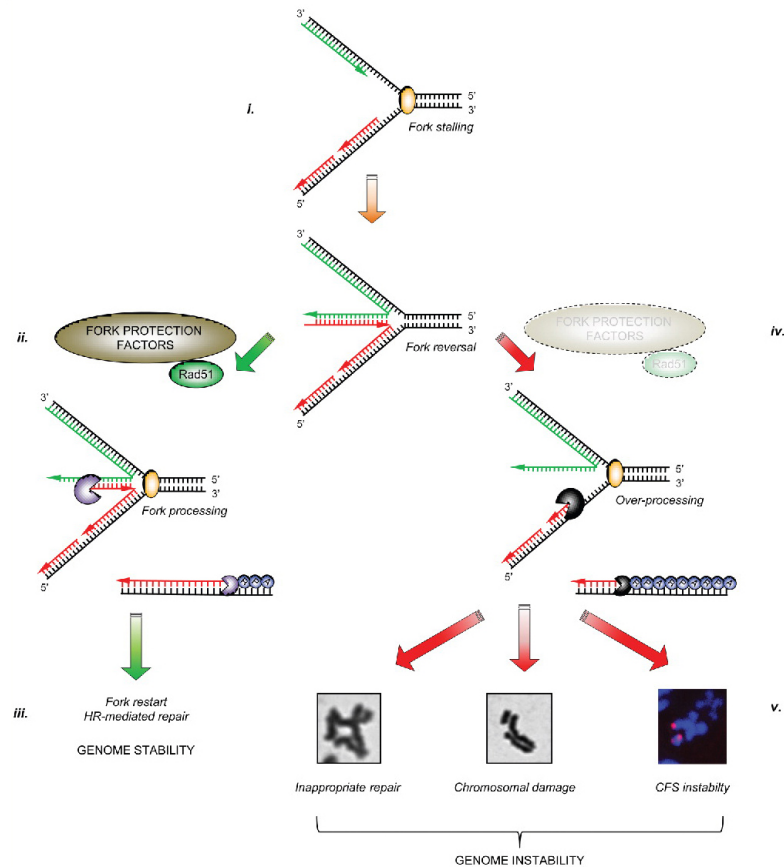 3'
i.
5'
3'
Fork stalling
5'
3'
ii.
FORK PROTECTION
FACTORS
Rad51
5'
3'
Fork reversal
5'
FORK PROTECTION
FACTORS
Rad51
iv.
3'
5'
3'
Fork processing
5'
3'
5'
3'
Over-processing
5'
iii.
Fork restart
HR-mediated repair
GENOME STABILITY
v.
Inappropriate repair
Chromosomal damage
CFS instabilty
GENOME INSTABILITY